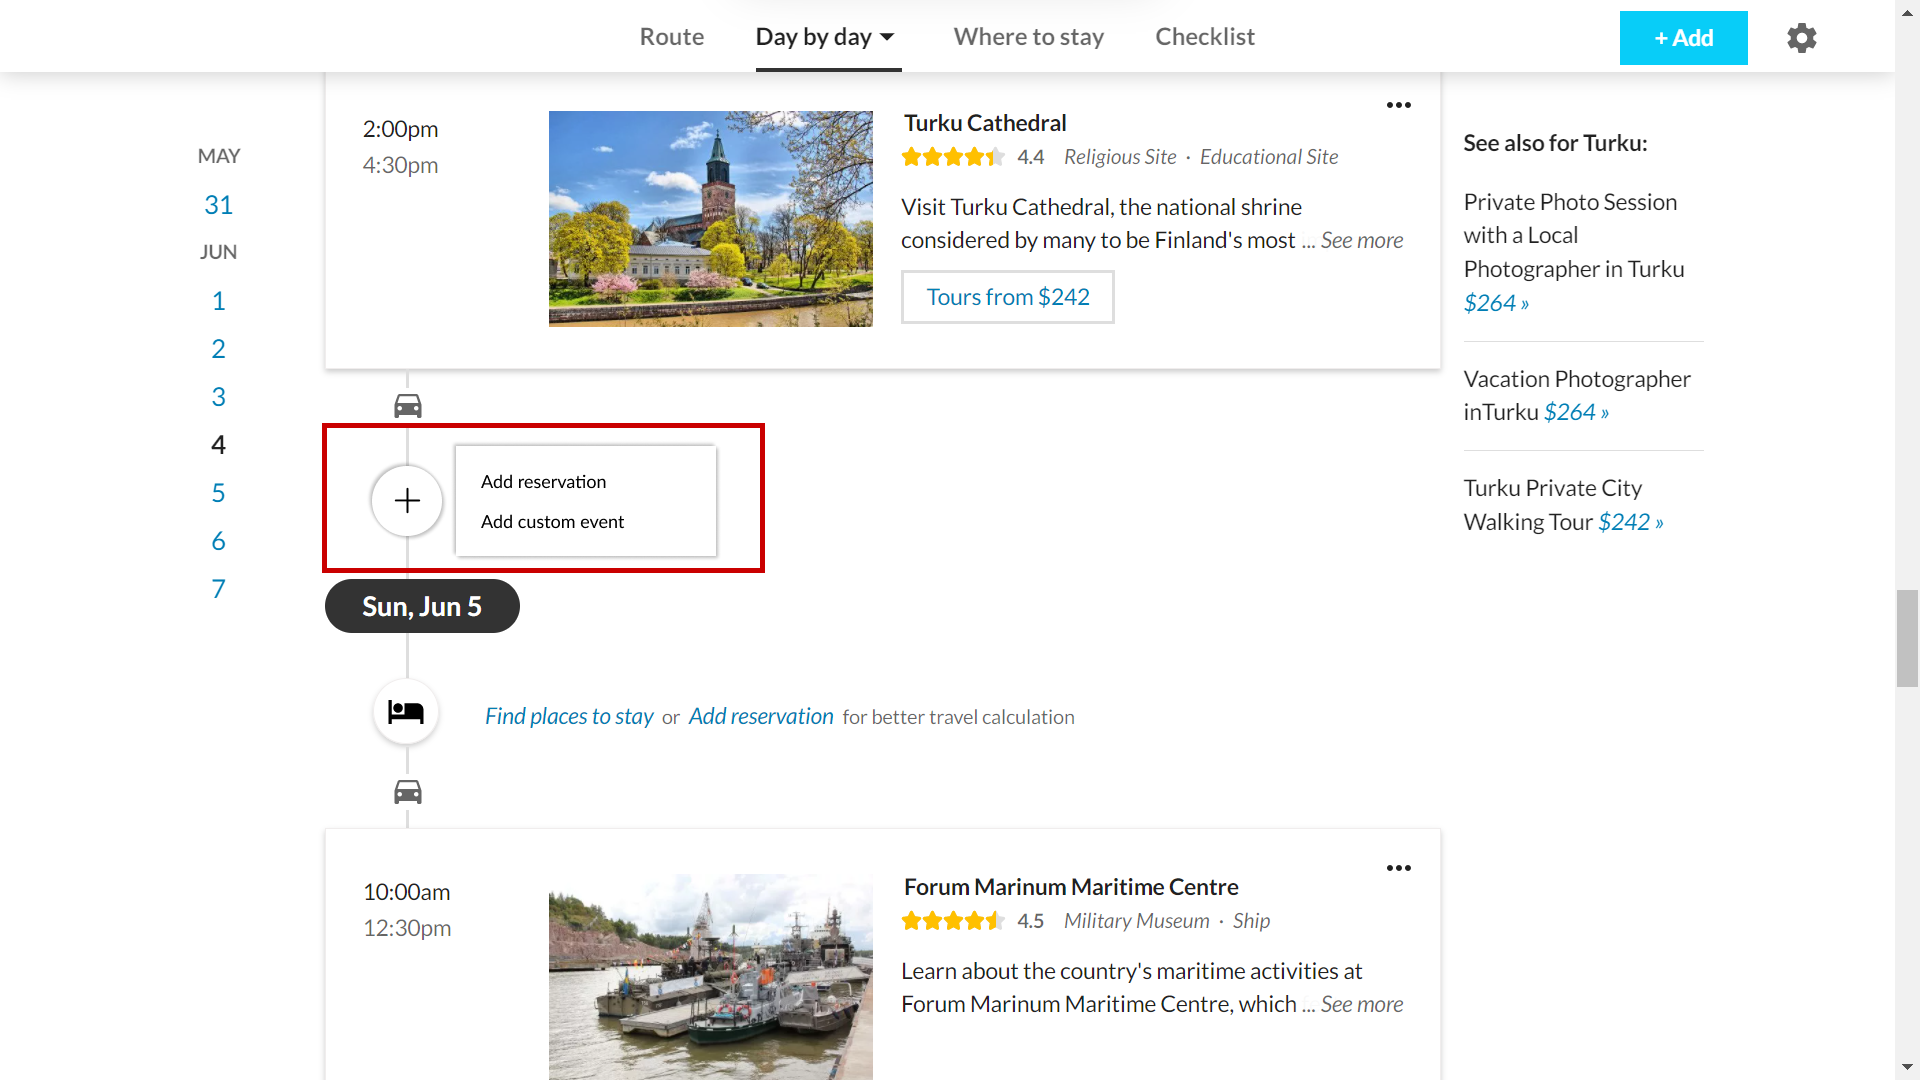 Route
Day by day
Where to stay
Checklist
+ Add
MAY
31
JUN
1
2
3
4
5
6
7
2:00pm
4:30pm
Turku Cathedral
4.4 Religious Site · Educational Site
Visit Turku Cathedral, the national shrine
considered by many to be Finland's most ... See more
Tours from $242
Add reservation
Add custom event
Sun, Jun 5
Find places to stay or Add reservation for better travel calculation
10:00am
12:30pm
Forum Marinum Maritime Centre
4.5 Military Museum · Ship
Learn about the country's maritime activities at
Forum Marinum Maritime Centre, which ... See more
See also for Turku:
Private Photo Session
with a Local
Photographer in Turku
$264 »
Vacation Photographer
inTurku $264 »
Turku Private City
Walking Tour $242 »